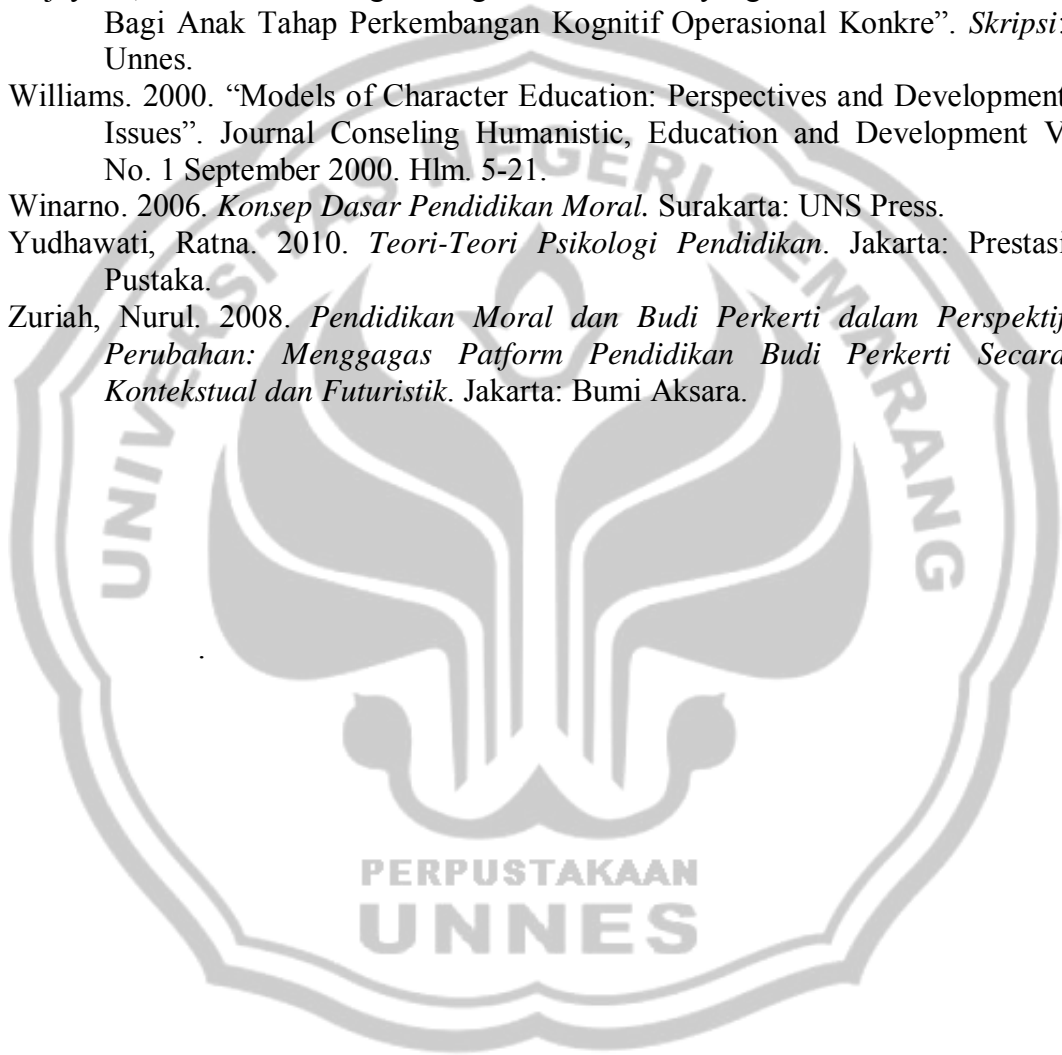 Bagi Anak Tahap Perkembangan Kognitif Operasional Konkre”. Skripsi:
Unnes.
Williams. 2000. “Models of Character Education: Perspectives and Development
Issues”. Journal Conseling Humanistic, Education and Development V
No. 1 September 2000. Hlm. 5-21.
Winarno. 2006. Konsep Dasar Pendidikan Moral. Surakarta: UNS Press.
Yudhawati, Ratna. 2010. Teori-Teori Psikologi Pendidikan. Jakarta: Prestasi
Pustaka.
Zuriah, Nurul. 2008. Pendidikan Moral dan Budi Perkerti dalam Perspektif
Perubahan: Menggagas Patform Pendidikan Budi Perkerti Secara
Kontekstual dan Futuristik. Jakarta: Bumi Aksara.
.
UNIVERSITAS NEGERI SEMARANG
PERPUSTAKAAN
UNNES